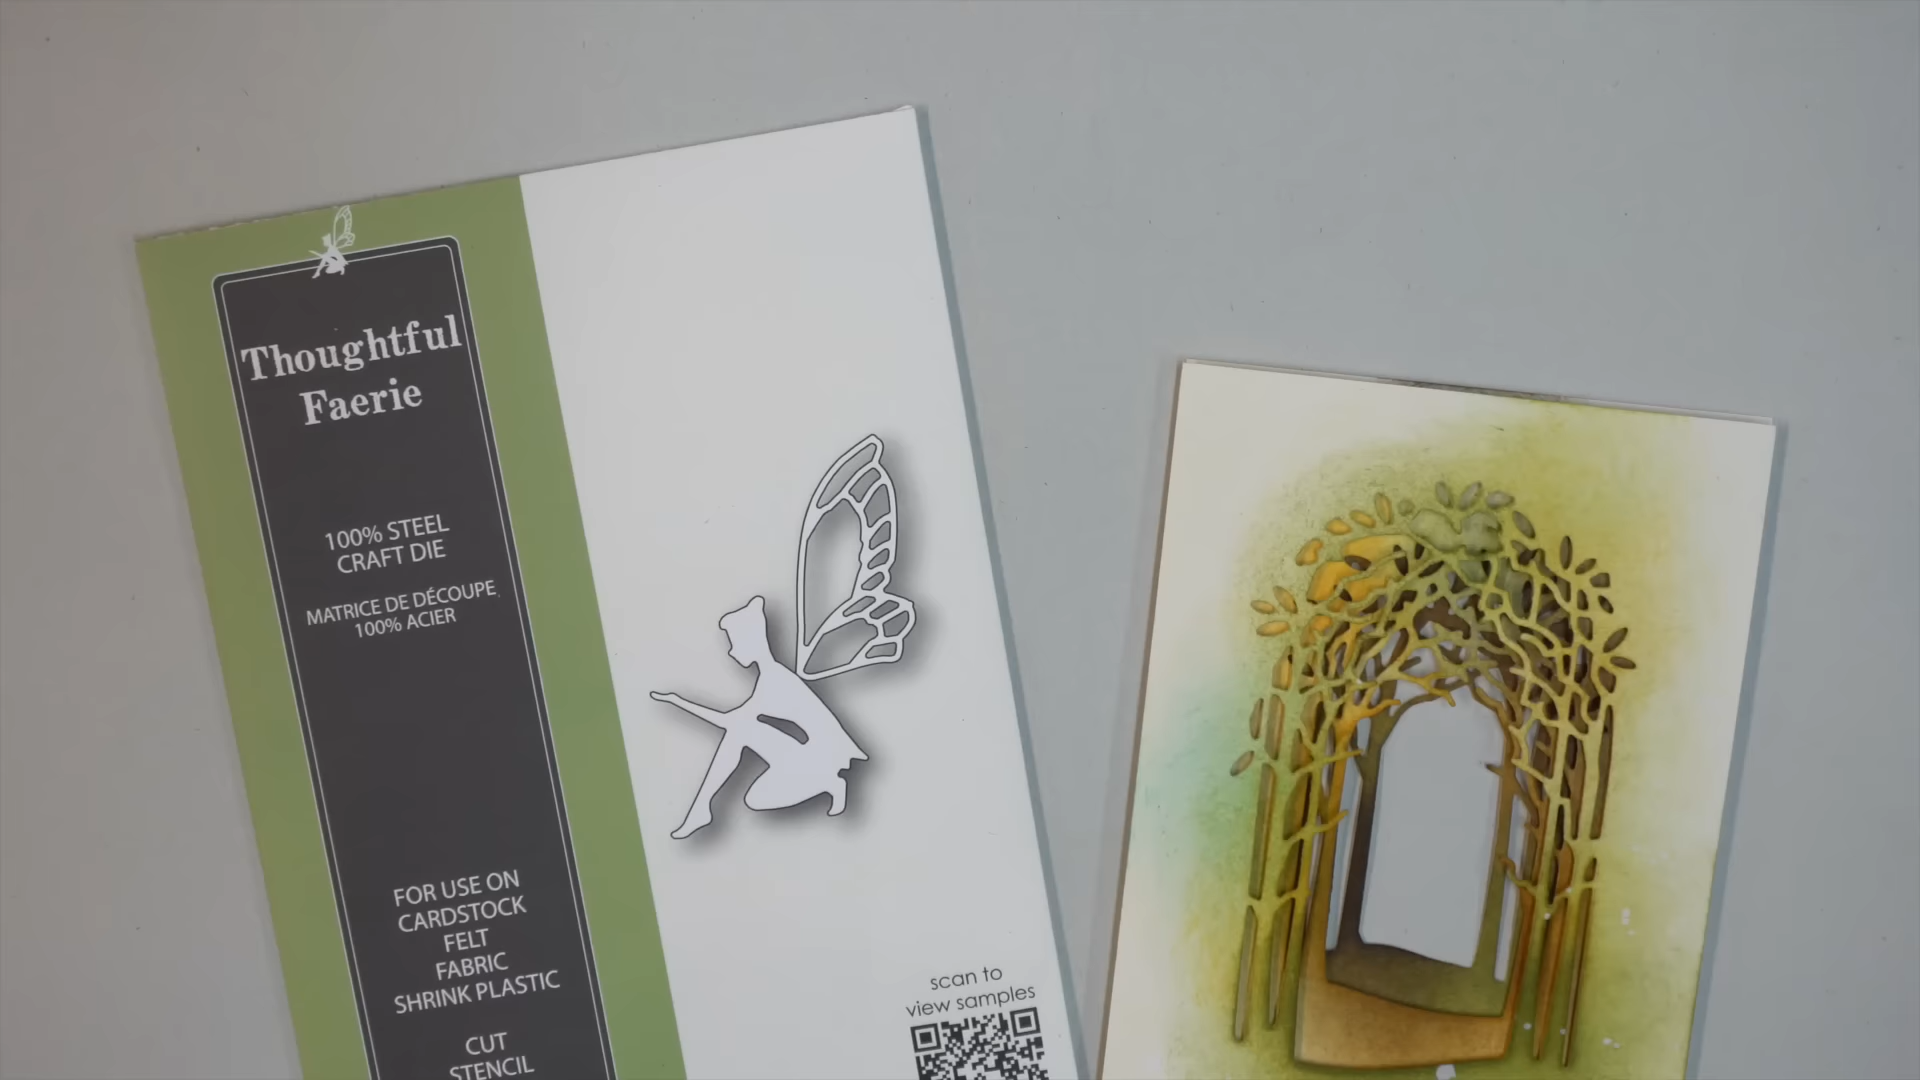 Thoughtful
Faerie
100% STEEL
CRAFT DIE
MATRICE DE DÉCOUPE
100% ACIER
FOR USE ON
CARDSTOCK
FELT
FABRIC
SHRINK PLASTIC
CUT
STENCIL
scan to
view samples